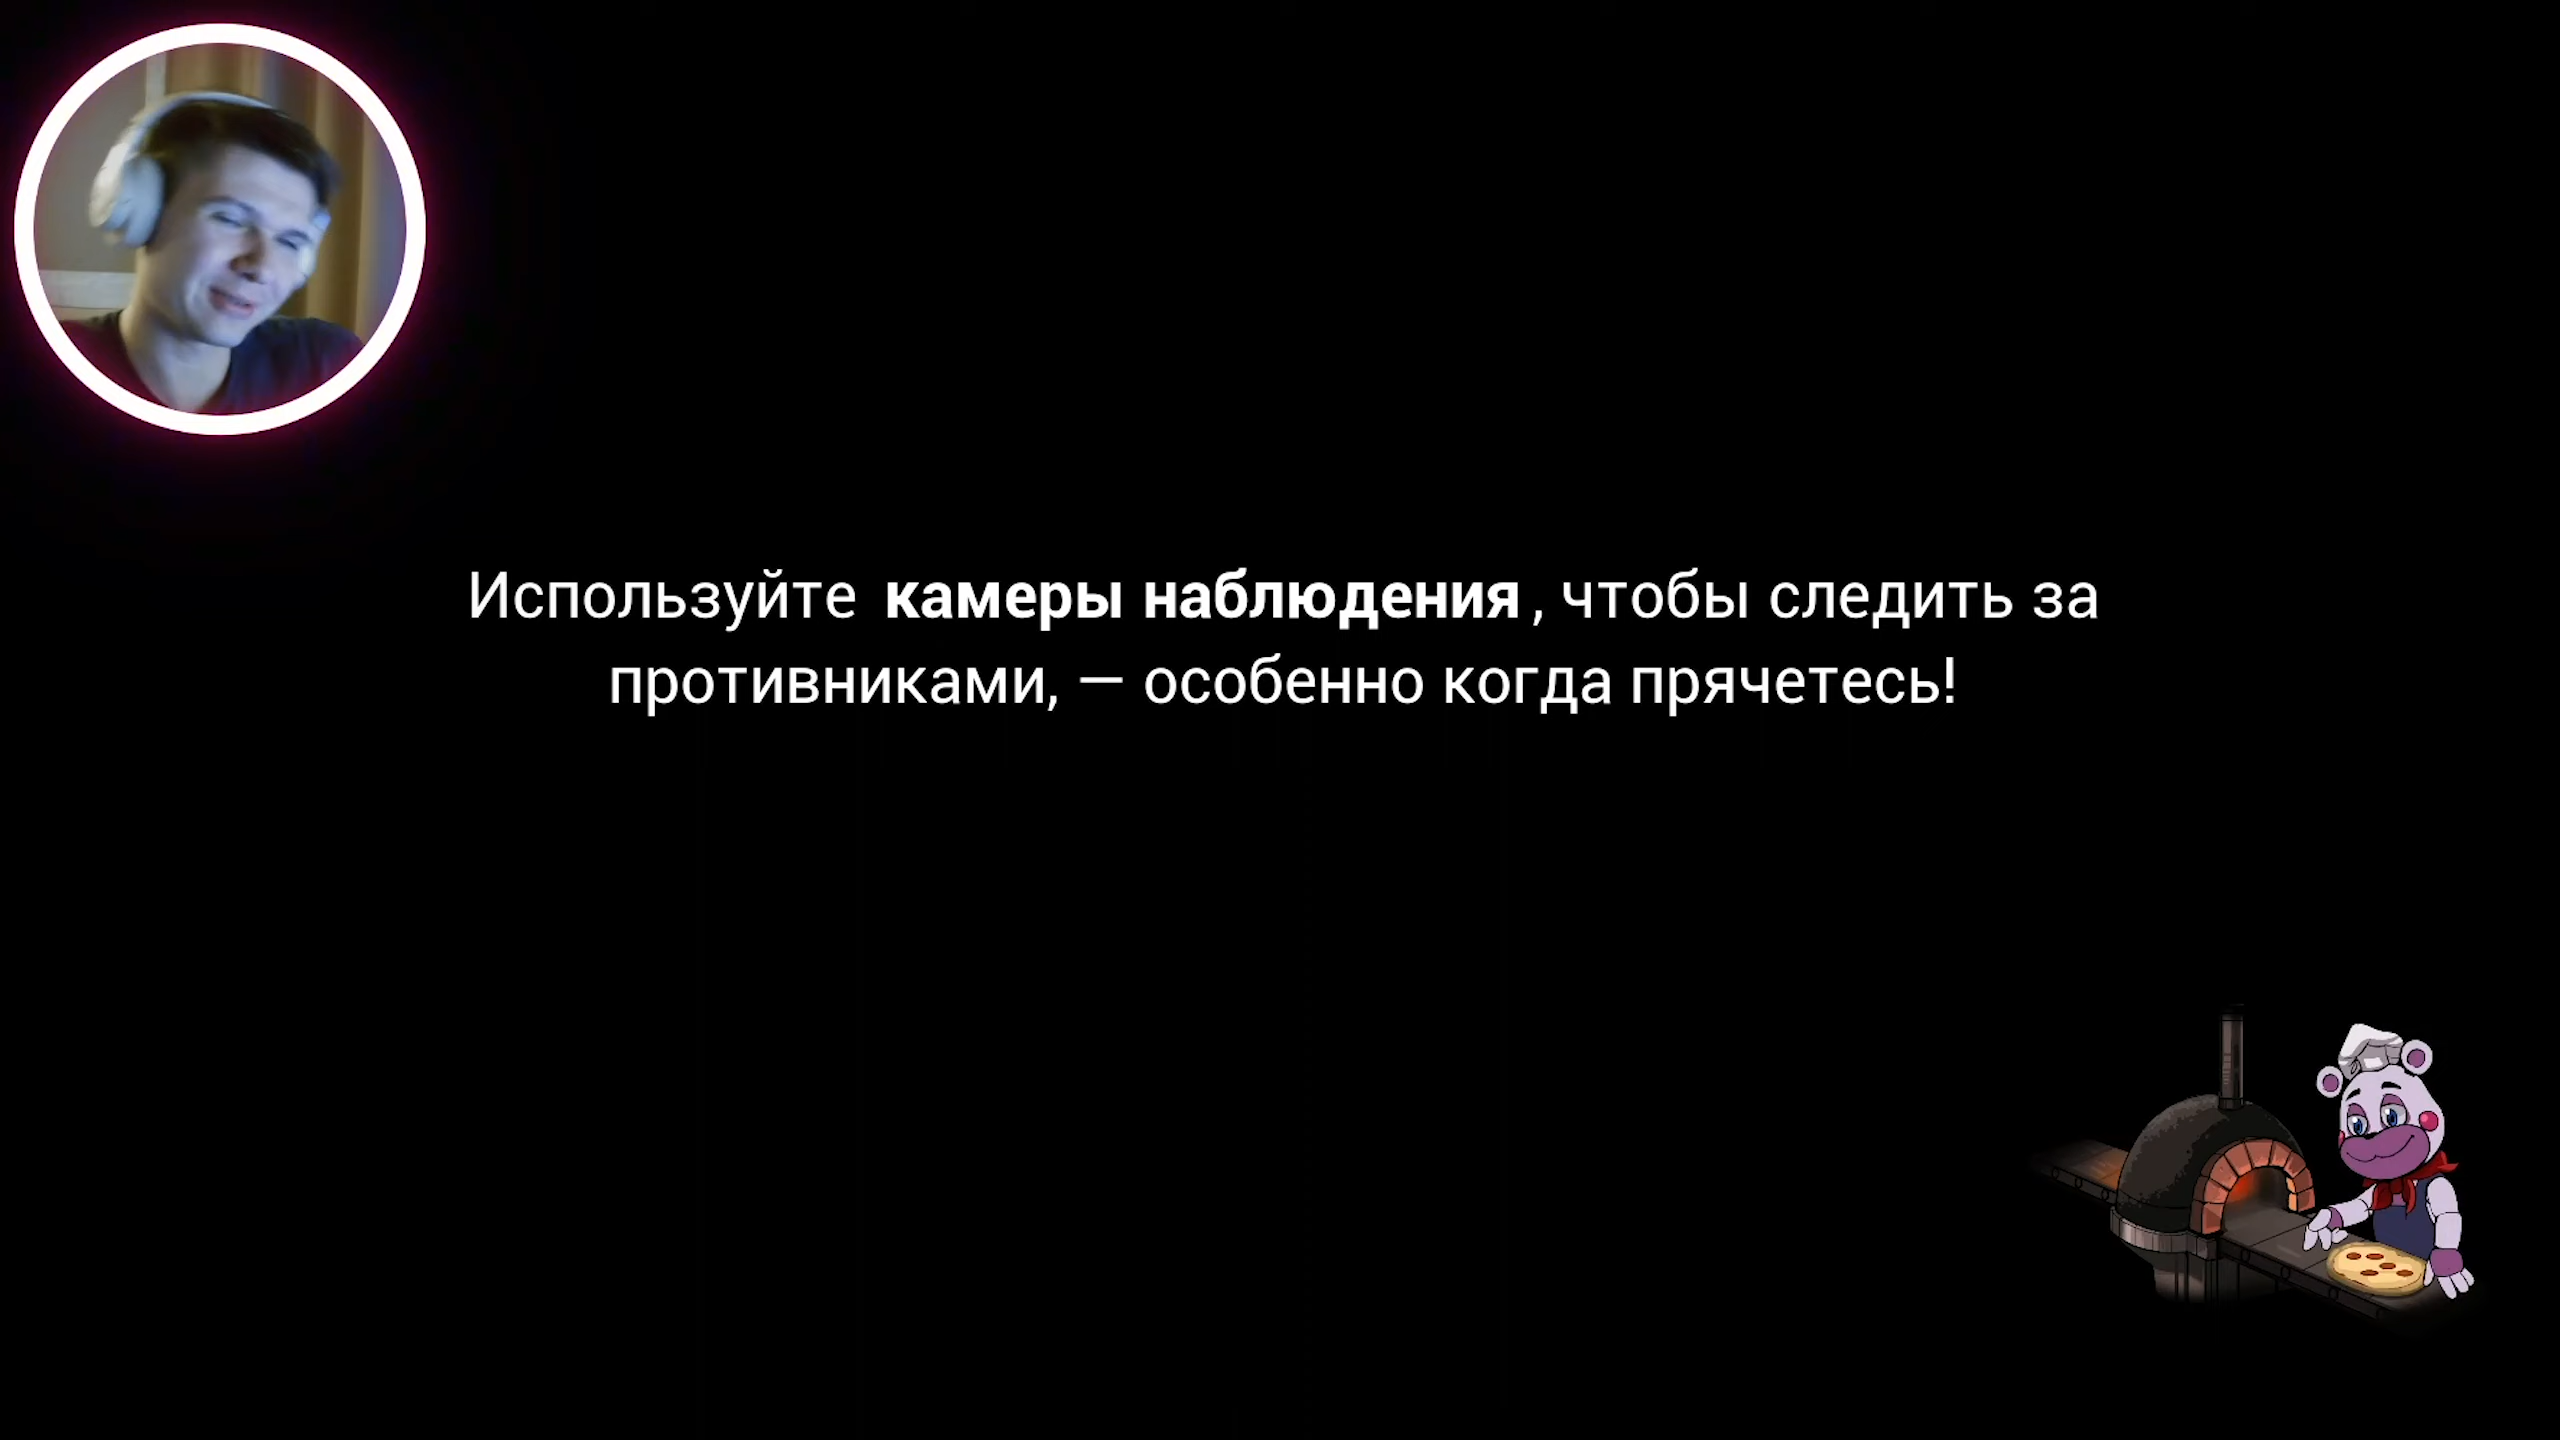 Используйте камеры наблюдения, чтобы следить за
противниками, — особенно когда прячетесь!